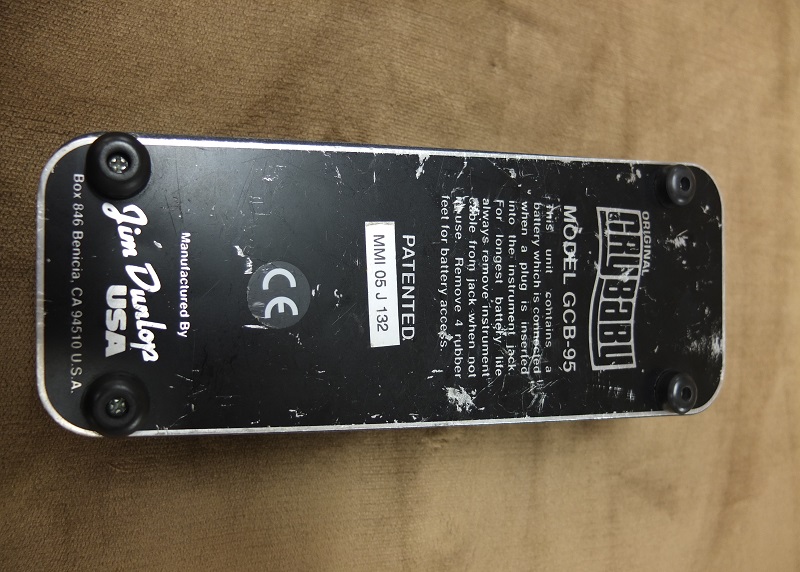 ORIGINAL
CRYBABY
MODEL GCB-95
This unit contains a
battery which is connected
when a plug is inserted
into the instrument jack.
For longest battery life
always remove instrument
cable from jack when not
in use. Remove 4 rubber
feet for battery access.
PATENTED
MMI 05 J 132
CE
Manufactured By
Jim Dunlop
USA
Box 846 Benicia, CA 94510 U.S.A.